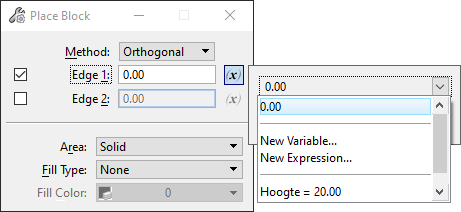 Place Block
Method: Orthogonal
Edge 1: 0.00 (x)
Edge 2: 0.00 (x)
Area: Solid
Fill Type: None
Fill Color: 0
0.00
0.00
New Variable...
New Expression...
Hoogte = 20.00